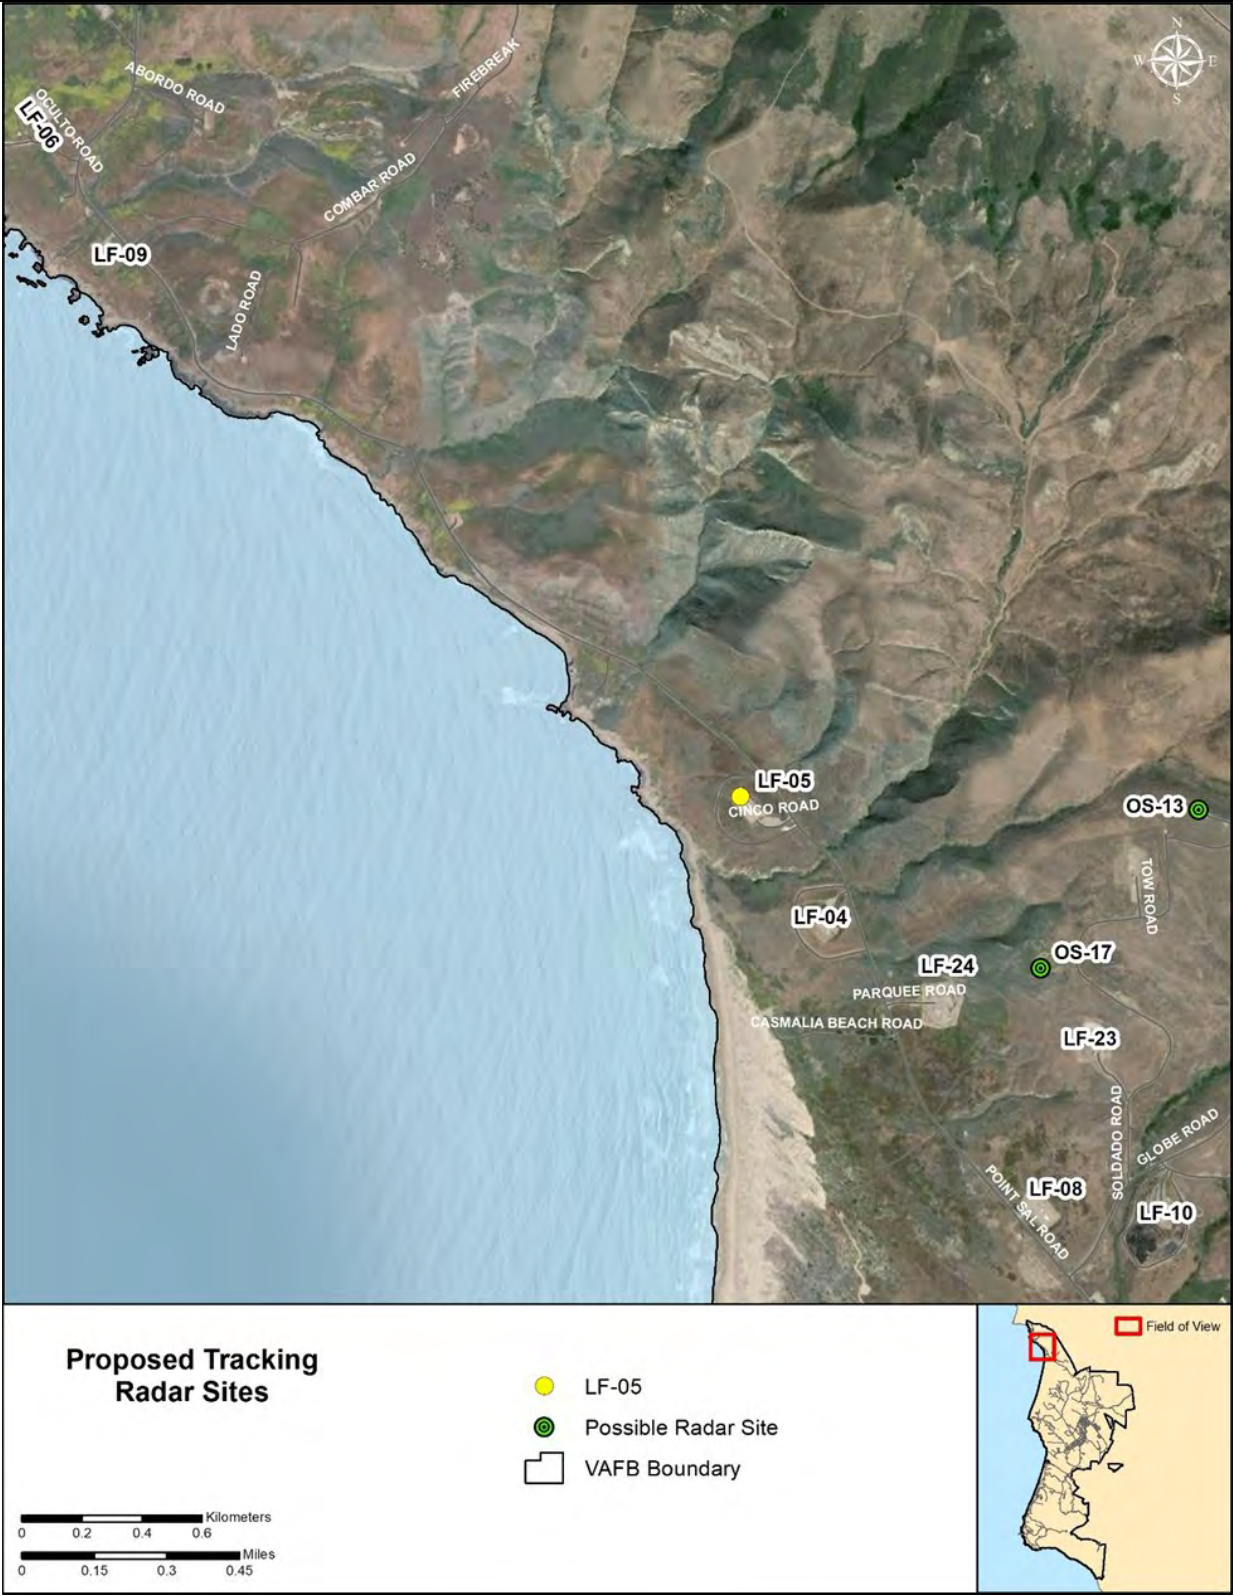 N
W E
S
ABORDO ROAD
FIREBREAK
OCULTO ROAD
LF-06
COMBAR ROAD
LF-09
LADO ROAD
LF-05
CINCO ROAD
OS-13
TOW ROAD
LF-04
OS-17
LF-24
PARQUEE ROAD
CASMALIA BEACH ROAD
LF-23
SOLDADO ROAD
GLOBE ROAD
POINT SAL ROAD
LF-08
LF-10
Proposed Tracking
Radar Sites
LF-05
Possible Radar Site
VAFB Boundary
Kilometers
0 0.2 0.4 0.6
Miles
0 0.15 0.3 0.45
Field of View